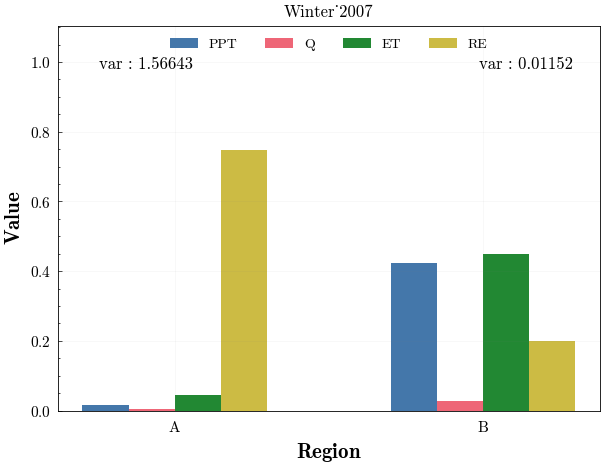 Winter˙2007
PPT Q ET RE
var : 1.56643 var : 0.01152
1.0
0.8
0.6
0.4
0.2
0.0
Value
A B
Region